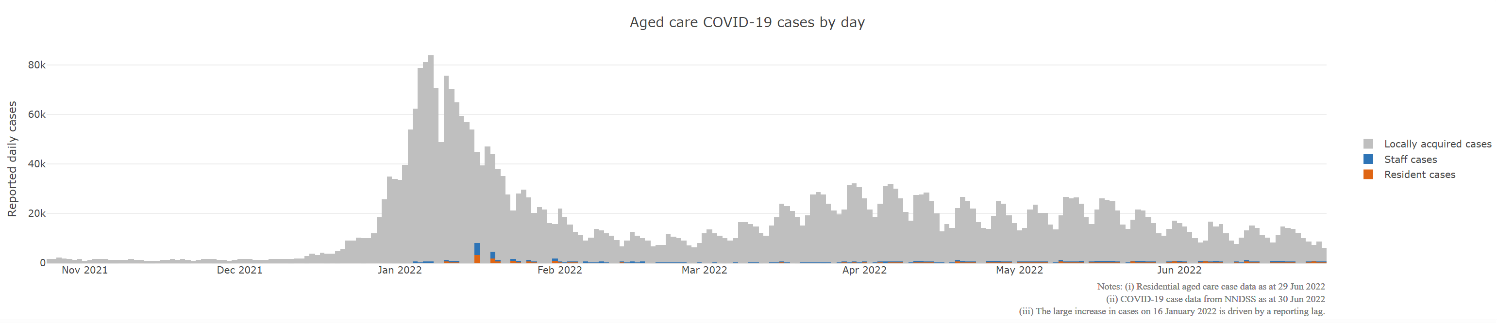 Aged care COVID-19 cases by day
Reported daily cases
80k
60k
40k
20k
0
Nov 2021 Dec 2021 Jan 2022 Feb 2022 Mar 2022 Apr 2022 May 2022 Jun 2022
Locally acquired cases
Staff cases
Resident cases
Notes: (i) Residential aged care case data as at 29 Jun 2022
(ii) COVID-19 case data from NNDSS as at 30 Jun 2022
(iii) The large increase in cases on 16 January 2022 is driven by a reporting lag.